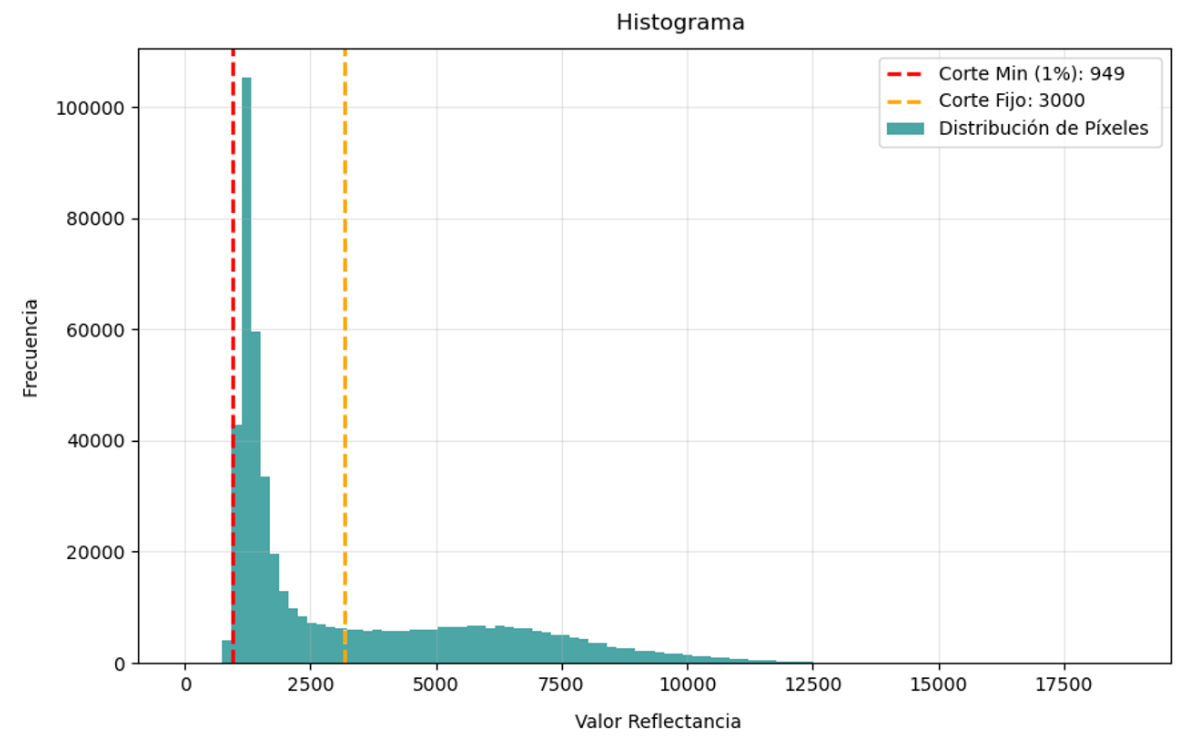 Histograma
Corte Min (1%): 949
Corte Fijo: 3000
Distribución de Píxeles
100000
80000
60000
40000
20000
0
Frecuencia
0 2500 5000 7500 10000 12500 15000 17500
Valor Reflectancia